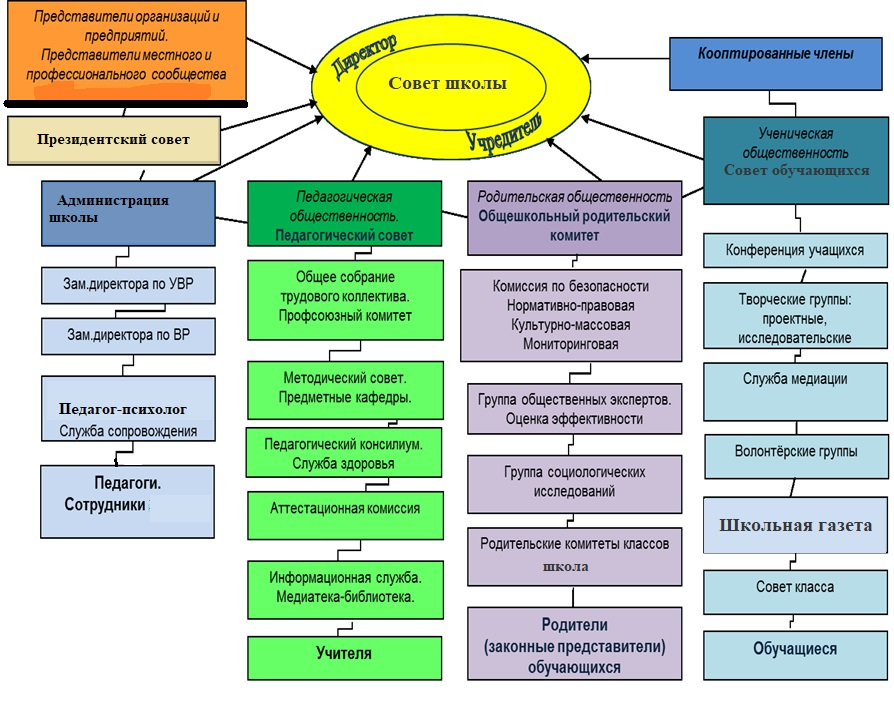 Представители организаций и
предприятий.
Представители местного и
профессионального сообщества
Директор
Совет школы
Учредитель
Кооптированные члены
Президентский совет
Ученическая
общественность
Совет обучающихся
Администрация
школы
Педагогическая
общественность.
Педагогический совет
Родительская общественность
Общешкольный родительский
комитет
Зам.директора по УВР
Зам.директора по ВР
Педагог-психолог
Служба сопровождения
Педагоги.
Сотрудники
Общее собрание
трудового коллектива.
Профсоюзный комитет
Методический совет.
Предметные кафедры.
Педагогический консилиум.
Служба здоровья
Аттестационная комиссия
Информационная служба.
Медиатека-библиотека.
Учителя
Комиссия по безопасности
Нормативно-правовая
Культурно-массовая
Мониторинговая
Группа общественных экспертов.
Оценка эффективности
Группа социологических
исследований
Родительские комитеты классов
школа
Родители
(законные представители)
обучающихся
Конференция учащихся
Творческие группы:
проектные,
исследовательские
Служба медиации
Волонтёрские группы
Школьная газета
Совет класса
Обучащиеся